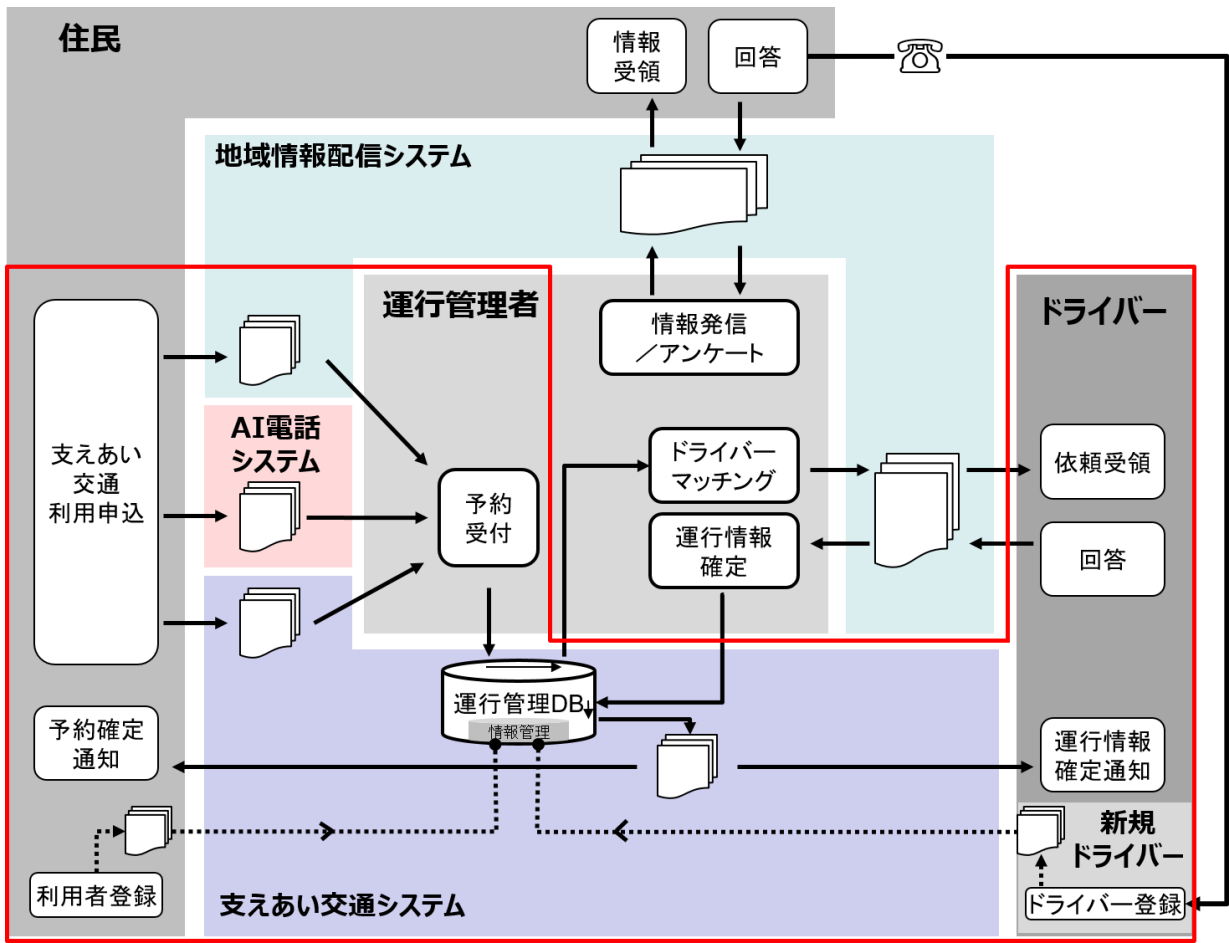 住民
情報
受領
回答
地域情報配信システム
運行管理者
情報発信
／アンケート
ドライバー
支えあい
交通
利用申込
AI電話
システム
予約
受付
ドライバー
マッチング
運行情報
確定
依頼受領
回答
運行管理DB
情報管理
予約確定
通知
運行情報
確定通知
新規
ドライバー
利用者登録
支えあい交通システム
ドライバー登録